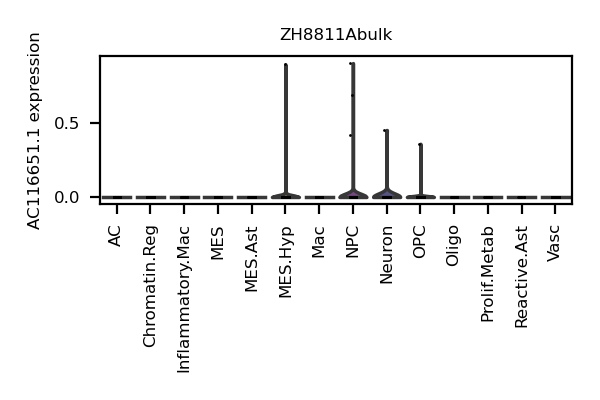 ZH8811Abulk
AC116651.1 expression
0.5
0.0
AC
Chromatin.Reg
Inflammatory.Mac
MES
MES.Ast
MES.Hyp
Mac
NPC
Neuron
OPC
Oligo
Prolif.Metab
Reactive.Ast
Vasc